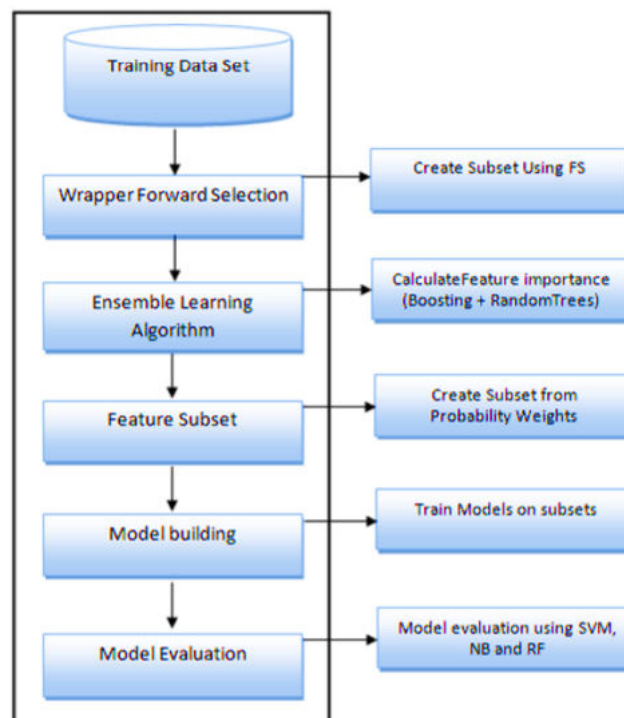 Training Data Set
Wrapper Forward Selection
Create Subset Using FS
Ensemble Learning
Algorithm
CalculateFeature importance
(Boosting + RandomTrees)
Feature Subset
Create Subset from
Probability Weights
Model building
Train Models on subsets
Model Evaluation
Model evaluation using SVM,
NB and RF